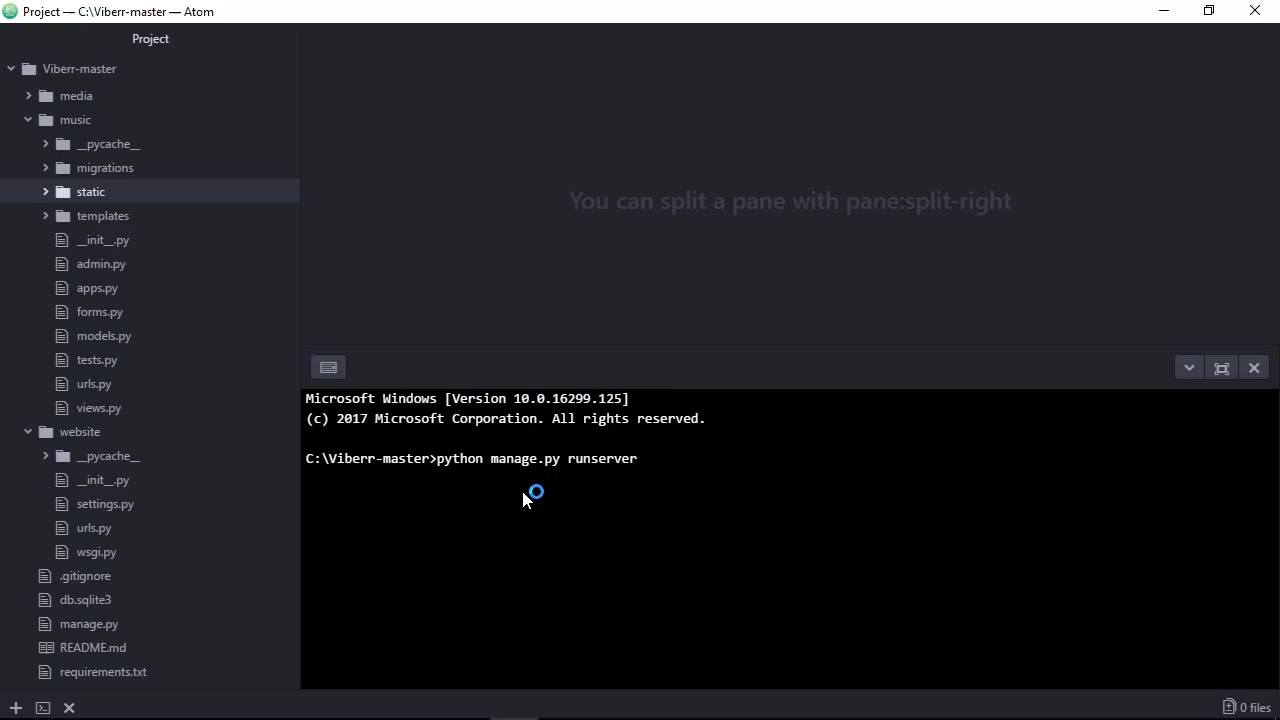 Project — C:\Viberr-master — Atom
Project
Viberr-master
media
music
__pycache__
migrations
static
templates
__init__.py
admin.py
apps.py
forms.py
models.py
tests.py
urls.py
views.py
website
__pycache__
__init__.py
settings.py
urls.py
wsgi.py
.gitignore
db.sqlite3
manage.py
README.md
requirements.txt
You can split a pane with pane:split-right
Microsoft Windows [Version 10.0.16299.125]
(c) 2017 Microsoft Corporation. All rights reserved.
C:\Viberr-master>python manage.py runserver
0 files